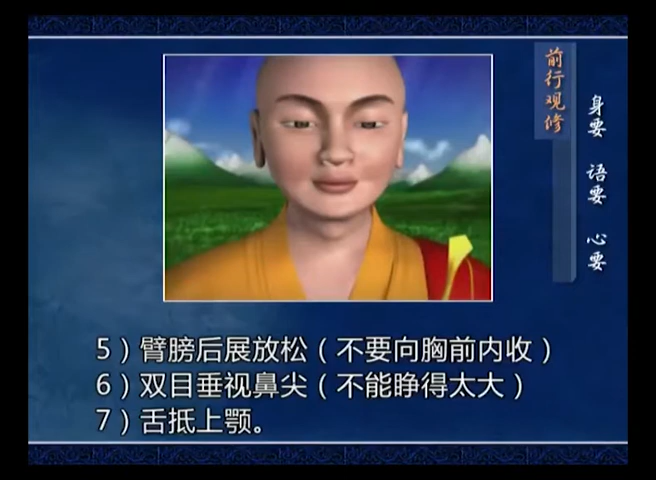 前行观修
身要 语要 心要
5）臂膀后展放松（不要向胸前内收）
6）双目垂视鼻尖（不能睁得太大）
7）舌抵上颚。